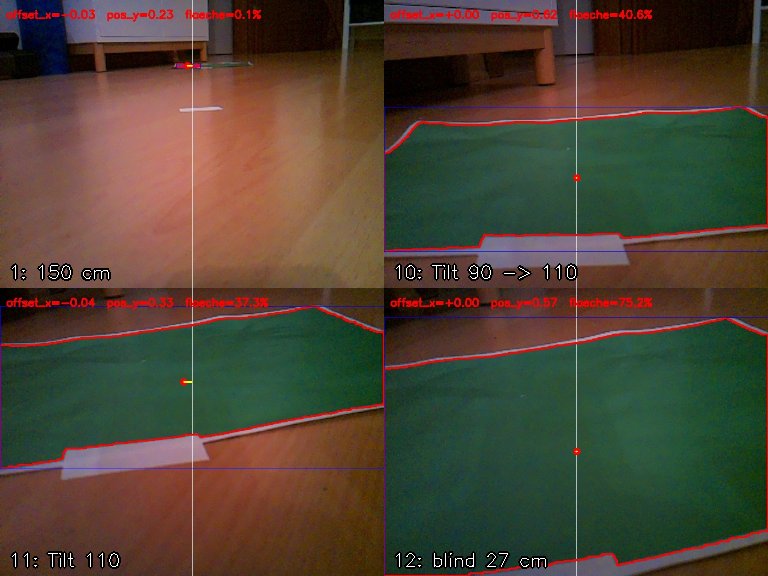 offset_x=-0.03 pos_y=0.23 flaeche=0.1%
1: 150 cm
offset_x=+0.00 pos_y=0.62 flaeche=40.6%
10: Tilt 90 -> 110
offset_x=-0.04 pos_y=0.33 flaeche=37.3%
11: Tilt 110
offset_x=+0.00 pos_y=0.57 flaeche=75.2%
12: blind 27 cm